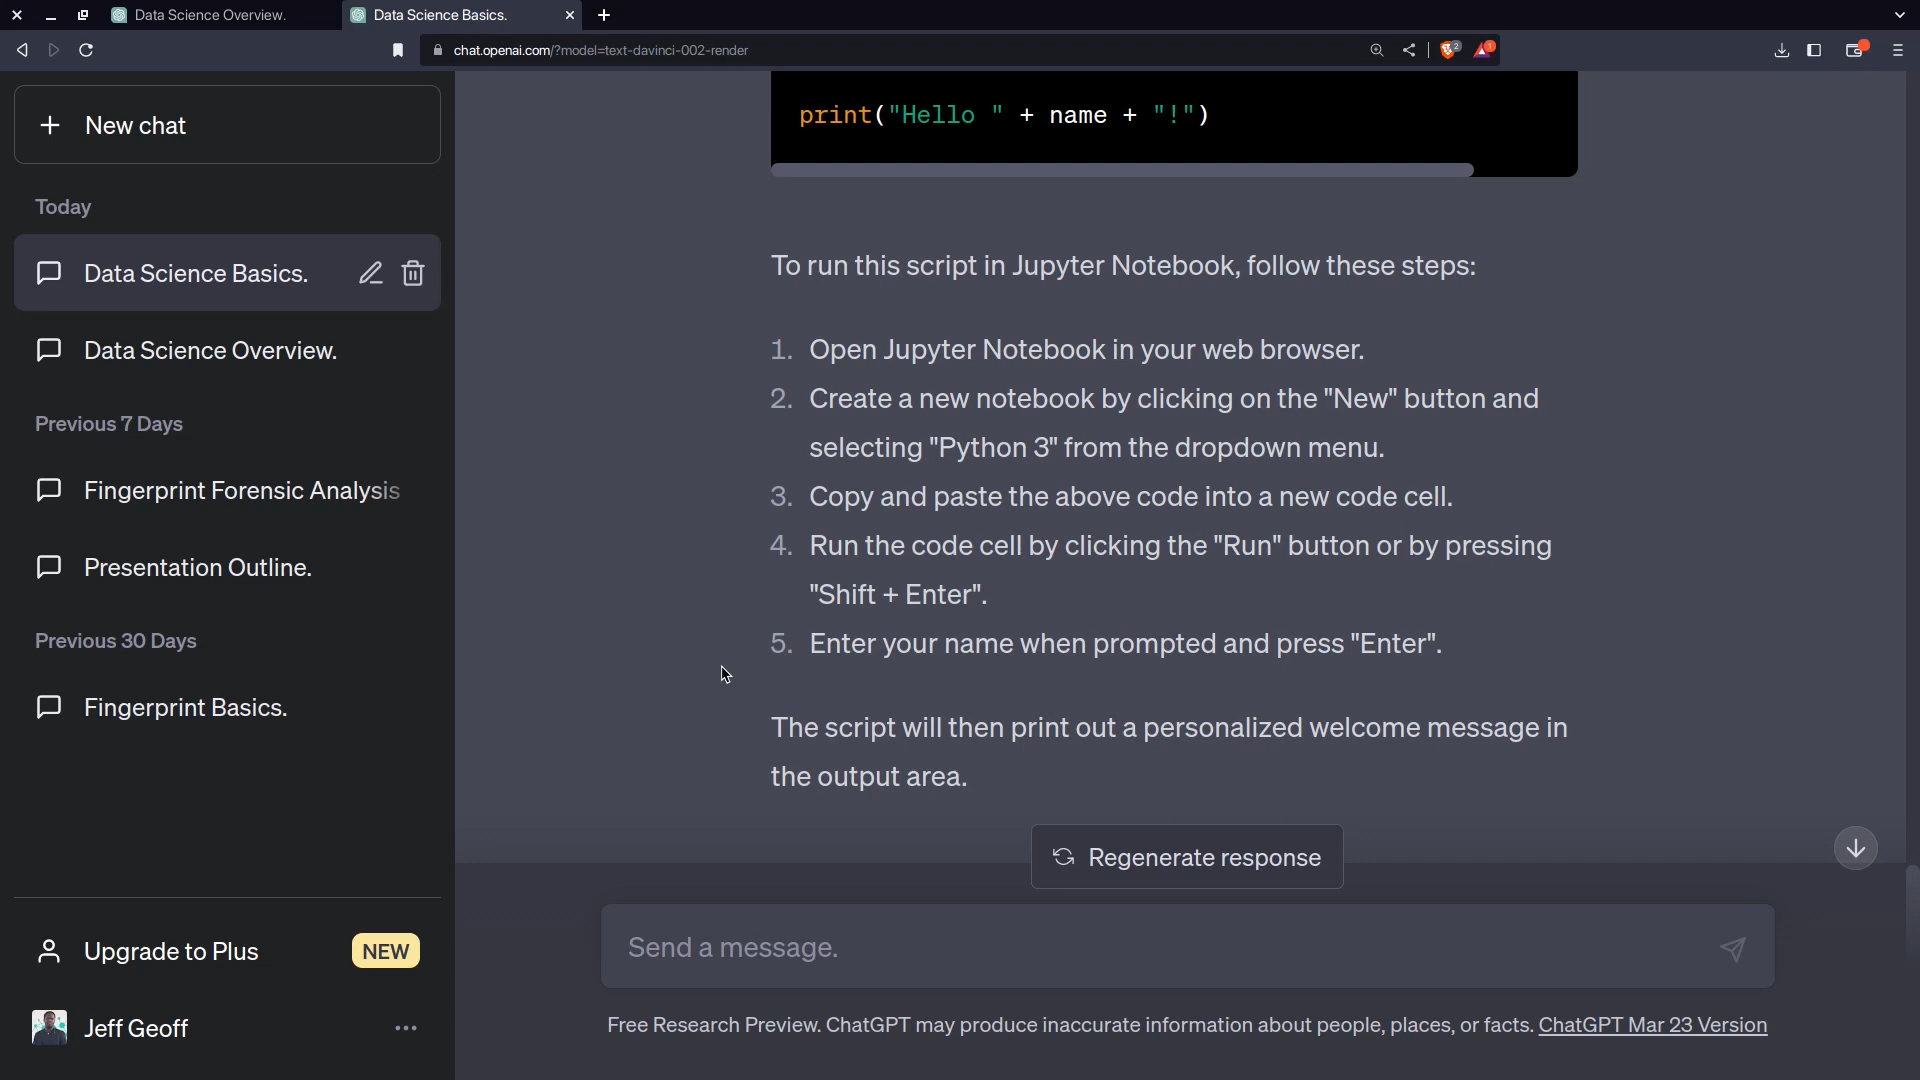 Data Science Overview.
Data Science Basics.
chat.openai.com/?model=text-davinci-002-render
2
1
New chat
Today
Data Science Basics.
Data Science Overview.
Previous 7 Days
Fingerprint Forensic Analysis
Presentation Outline.
Previous 30 Days
Fingerprint Basics.
Upgrade to Plus
NEW
Jeff Geoff
print("Hello " + name + "!")
To run this script in Jupyter Notebook, follow these steps:
1. Open Jupyter Notebook in your web browser.
2. Create a new notebook by clicking on the "New" button and
selecting "Python 3" from the dropdown menu.
3. Copy and paste the above code into a new code cell.
4. Run the code cell by clicking the "Run" button or by pressing
"Shift + Enter".
5. Enter your name when prompted and press "Enter".
The script will then print out a personalized welcome message in
the output area.
Regenerate response
Send a message.
Free Research Preview. ChatGPT may produce inaccurate information about people, places, or facts. ChatGPT Mar 23 Version